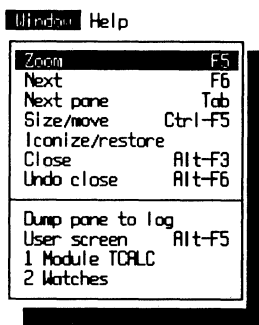 Window Help
Zoom F5
Next F6
Next pane Tab
Size/move Ctrl-F5
Iconize/restore
Close Alt-F3
Undo close Alt-F6
Dump pane to log
User screen Alt-F5
1 Module TCALC
2 Watches